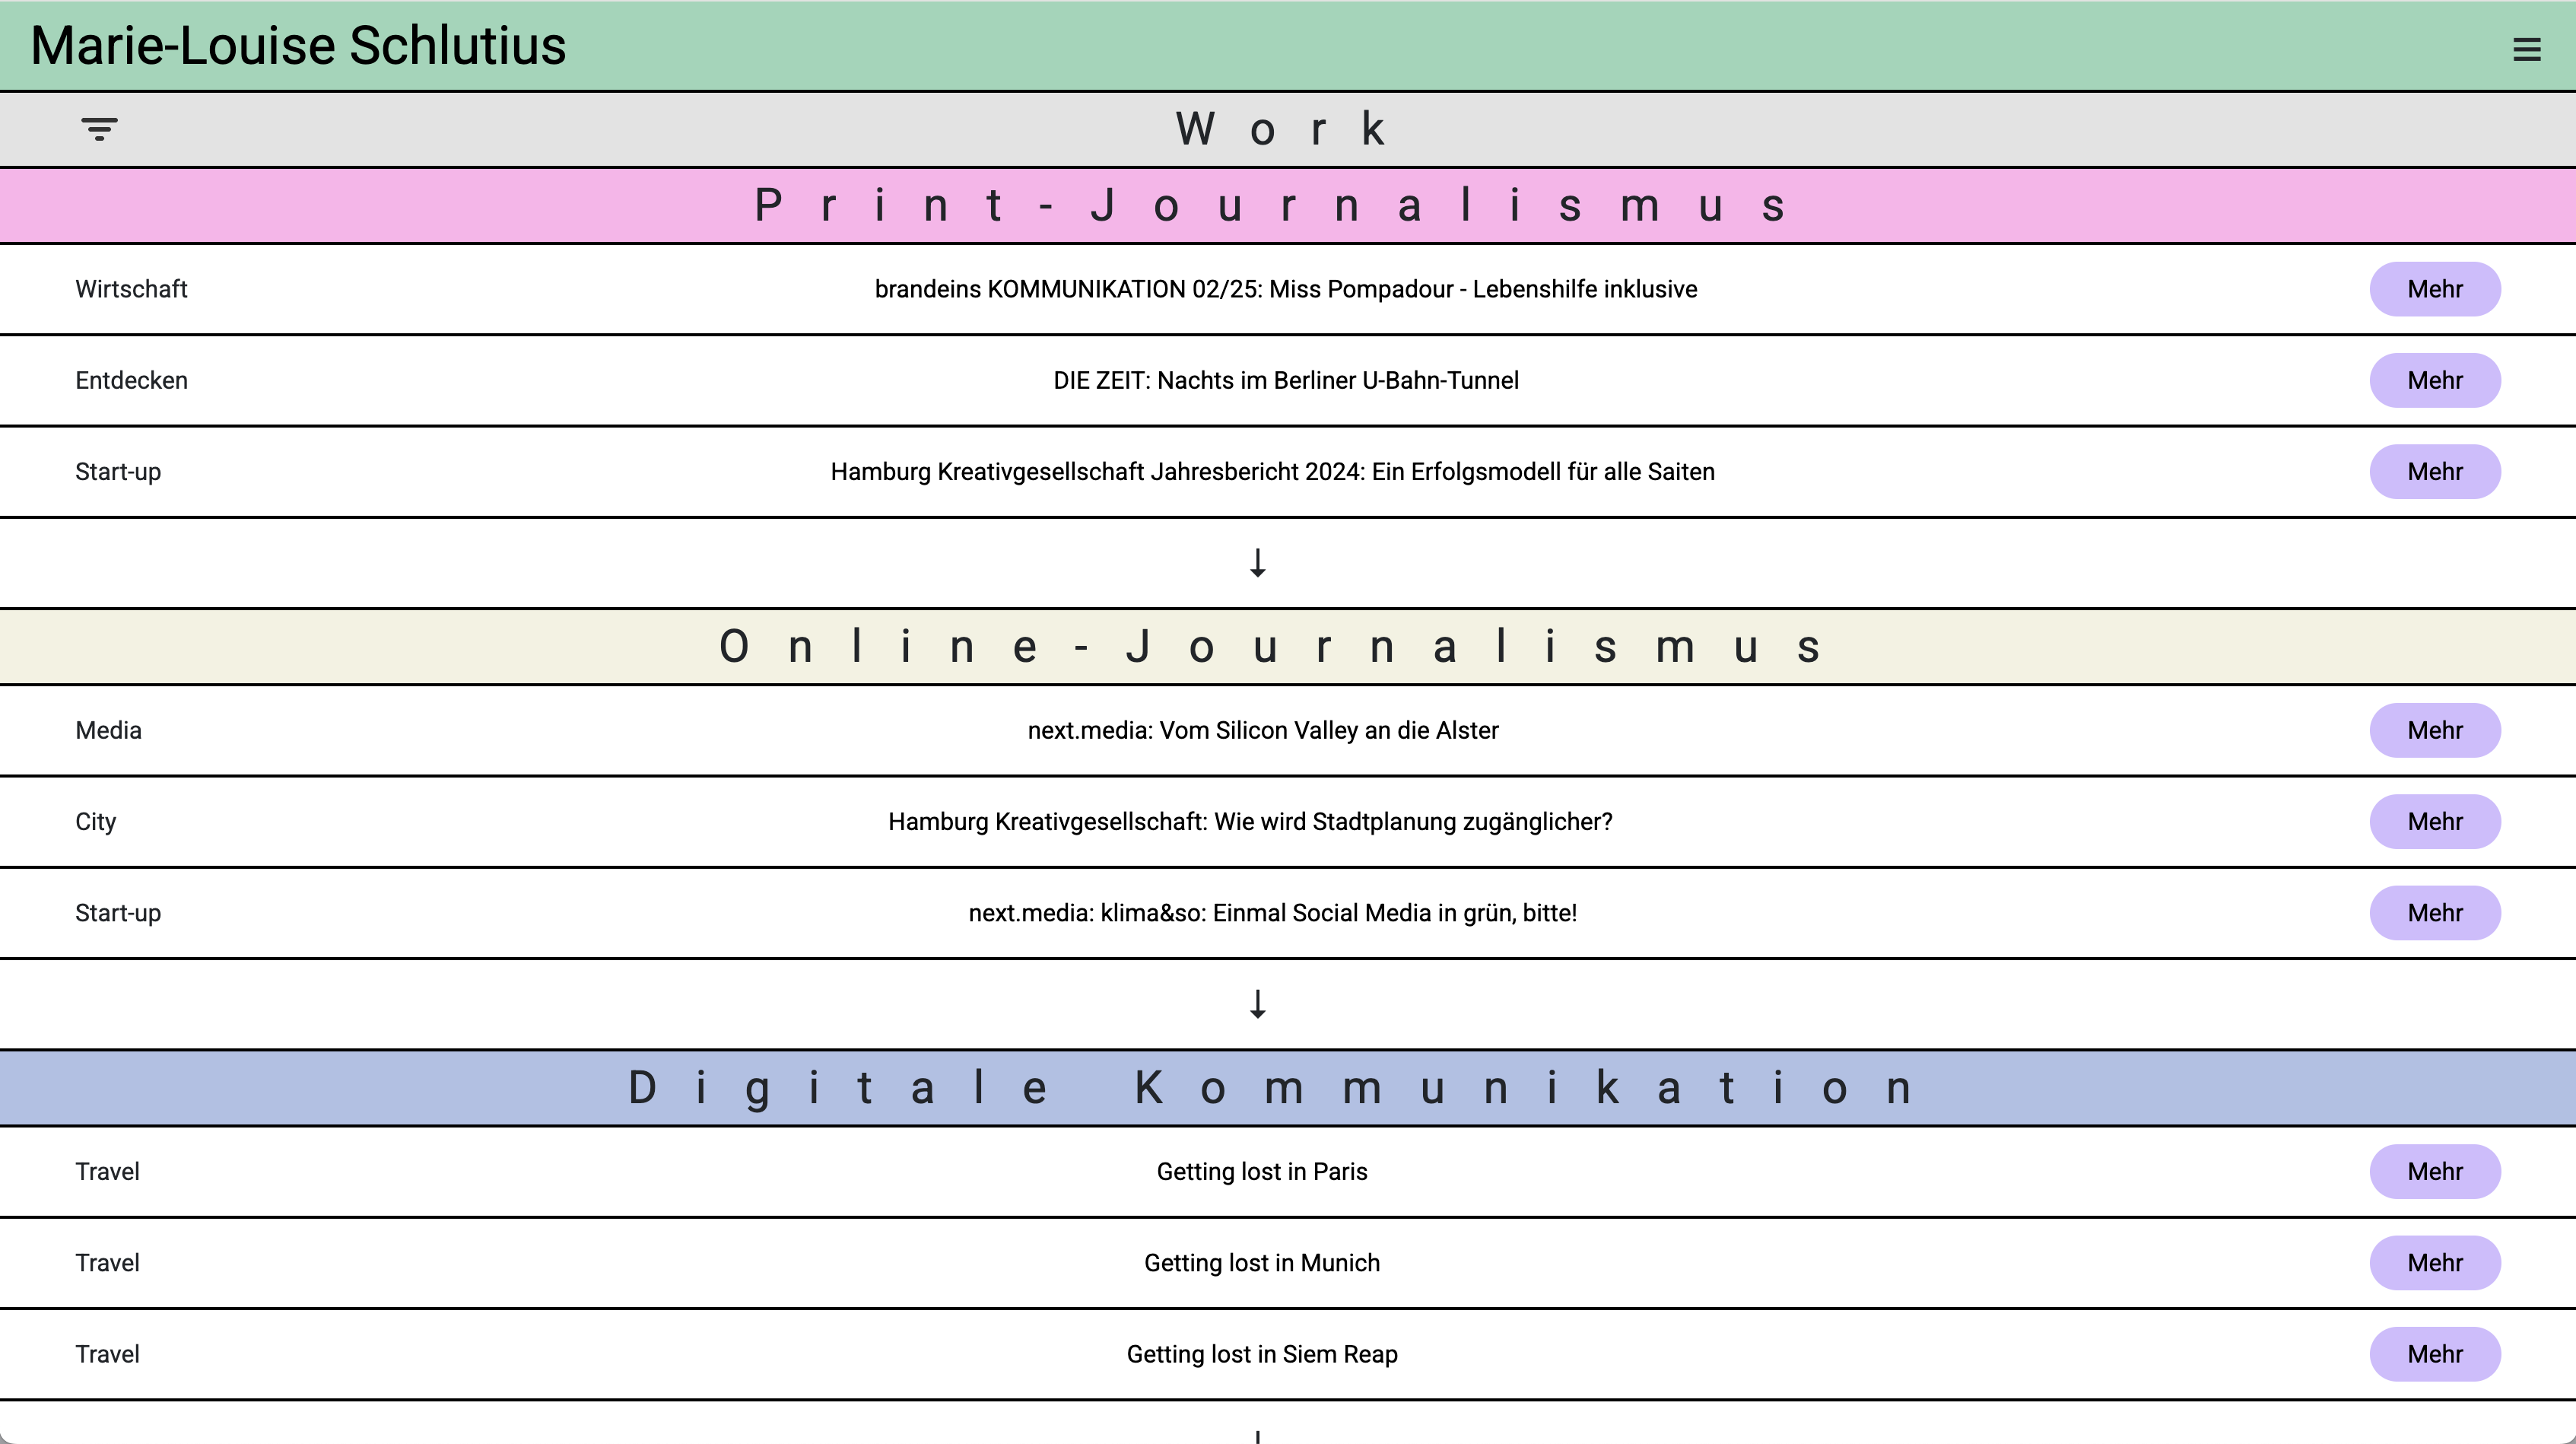 Marie-Louise Schlutius
Work
Print-Journalismus
Wirtschaft brandeins KOMMUNIKATION 02/25: Miss Pompadour - Lebenshilfe inklusive Mehr
Entdecken DIE ZEIT: Nachts im Berliner U-Bahn-Tunnel Mehr
Start-up Hamburg Kreativgesellschaft Jahresbericht 2024: Ein Erfolgsmodell für alle Saiten Mehr
↓
Online-Journalismus
Media next.media: Vom Silicon Valley an die Alster Mehr
City Hamburg Kreativgesellschaft: Wie wird Stadtplanung zugänglicher? Mehr
Start-up next.media: klima&so: Einmal Social Media in grün, bitte! Mehr
↓
Digitale Kommunikation
Travel Getting lost in Paris Mehr
Travel Getting lost in Munich Mehr
Travel Getting lost in Siem Reap Mehr